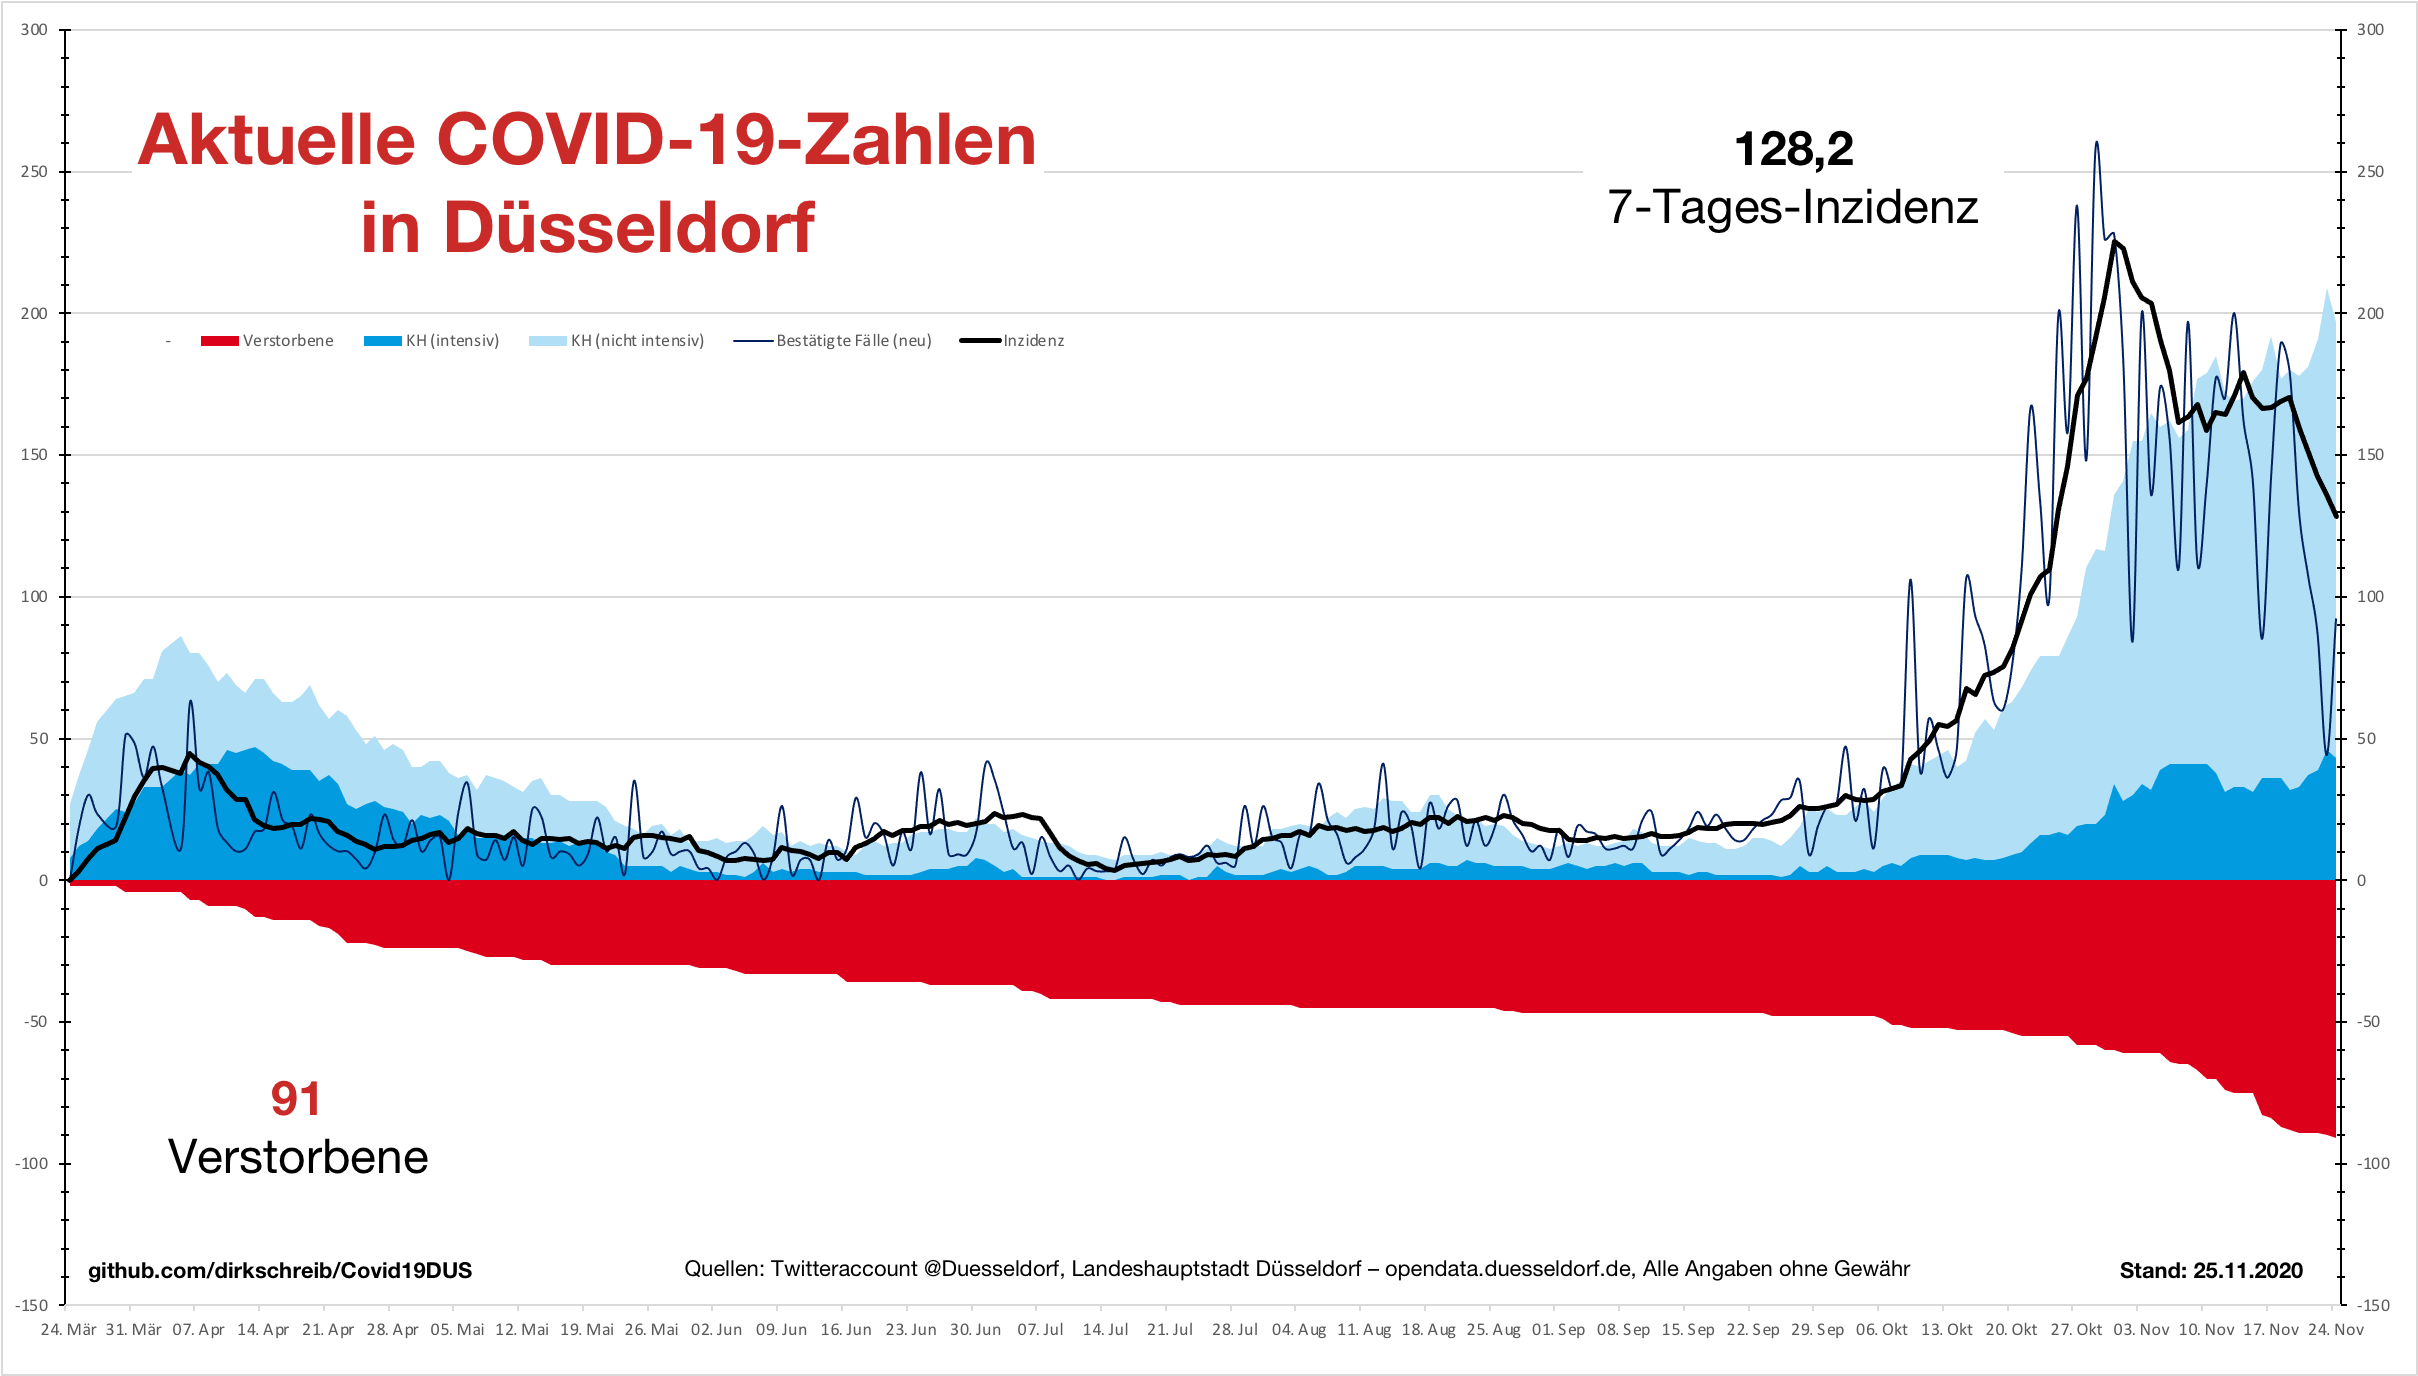 Aktuelle COVID-19-Zahlen
in Düsseldorf
128,2
7-Tages-Inzidenz
- Verstorbene KH (intensiv) KH (nicht intensiv) Bestätigte Fälle (neu) Inzidenz
300 300
250 250
200 200
150 150
100 100
50 50
0 0
-50 -50
-100 -100
-150 -150
91
Verstorbene
github.com/dirkschreib/Covid19DUS
Quellen: Twitteraccount @Duesseldorf, Landeshauptstadt Düsseldorf – opendata.duesseldorf.de, Alle Angaben ohne Gewähr
Stand: 25.11.2020
24. Mär 31. Mär 07. Apr 14. Apr 21. Apr 28. Apr 05. Mai 12. Mai 19. Mai 26. Mai 02. Jun 09. Jun 16. Jun 23. Jun 30. Jun 07. Jul 14. Jul 21. Jul 28. Jul 04. Aug 11. Aug 18. Aug 25. Aug 01. Sep 08. Sep 15. Sep 22. Sep 29. Sep 06. Okt 13. Okt 20. Okt 27. Okt 03. Nov 10. Nov 17. Nov 24. Nov